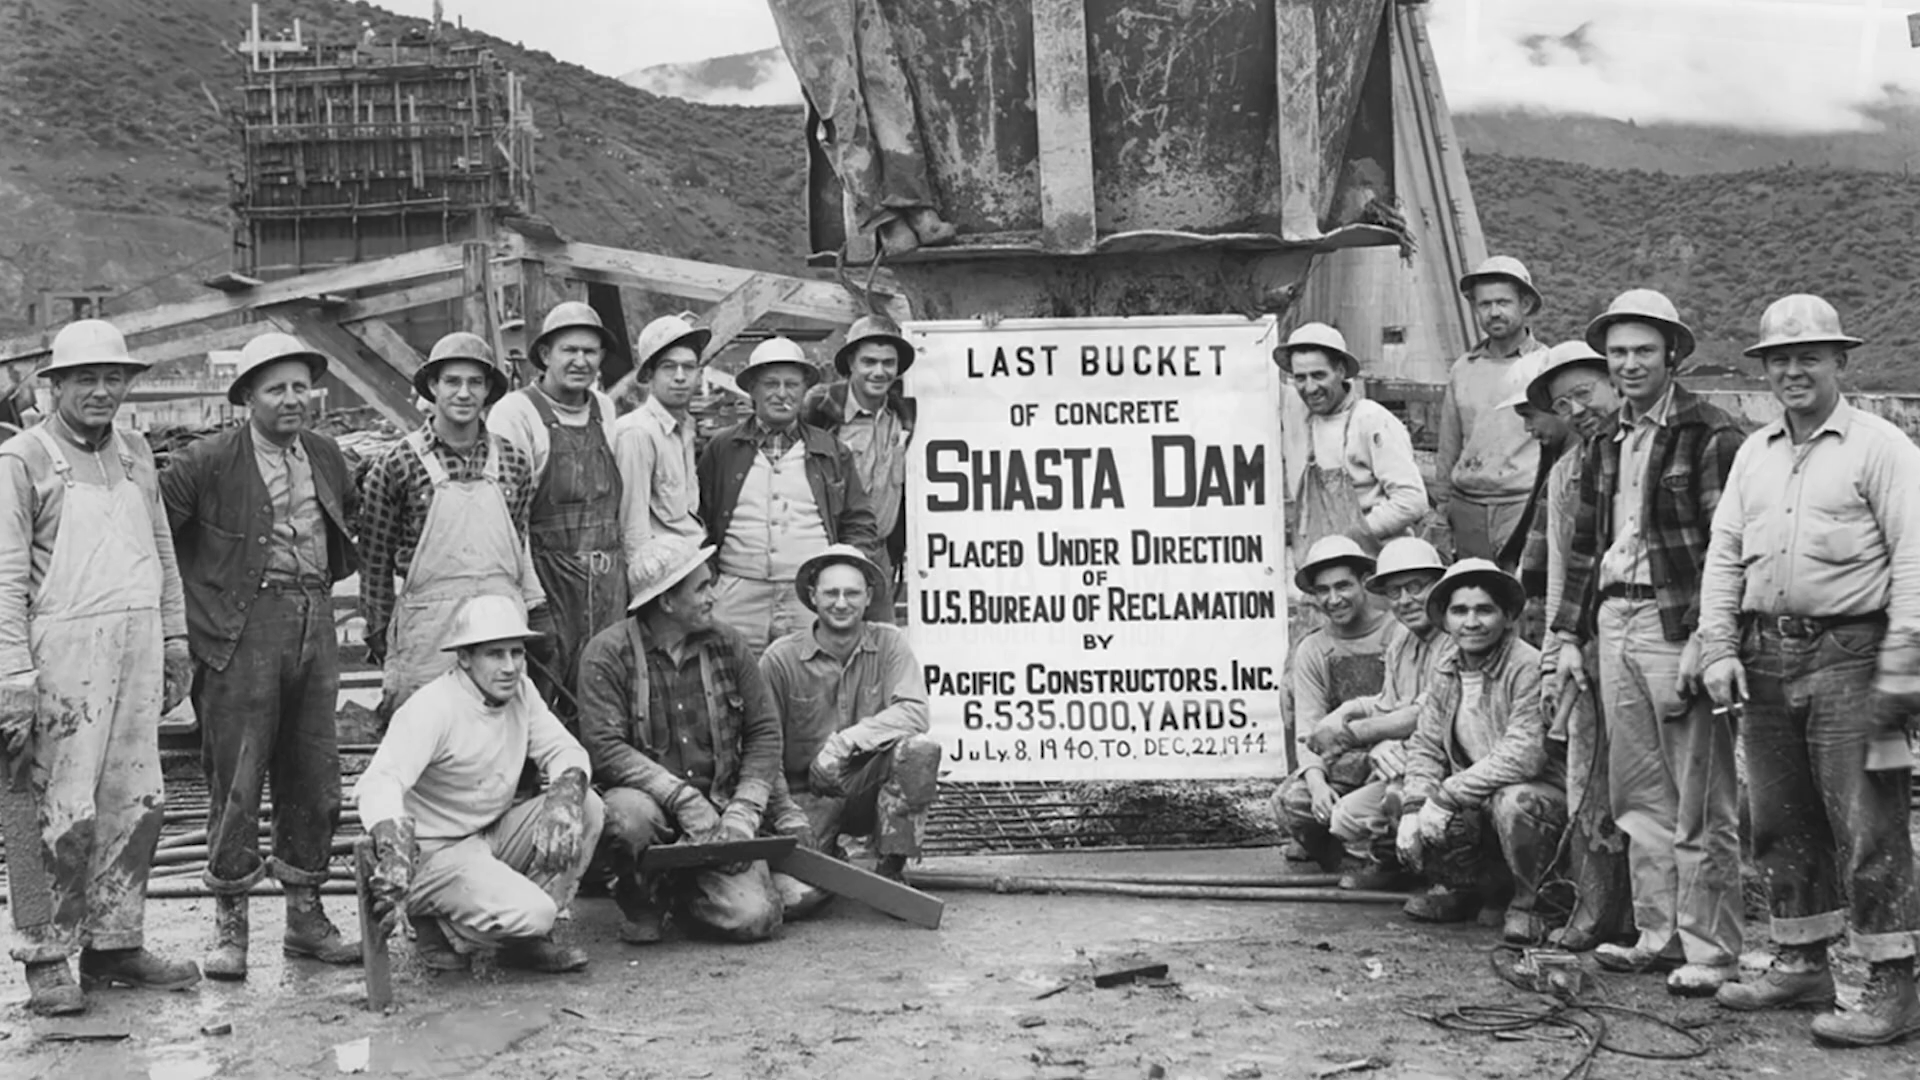 LAST BUCKET
OF CONCRETE
SHASTA DAM
PLACED UNDER DIRECTION
OF
U.S. BUREAU OF RECLAMATION
BY
PACIFIC CONSTRUCTORS. INC.
6.535.000, YARDS.
JULY. 8, 1940, TO. DEC, 22, 1944